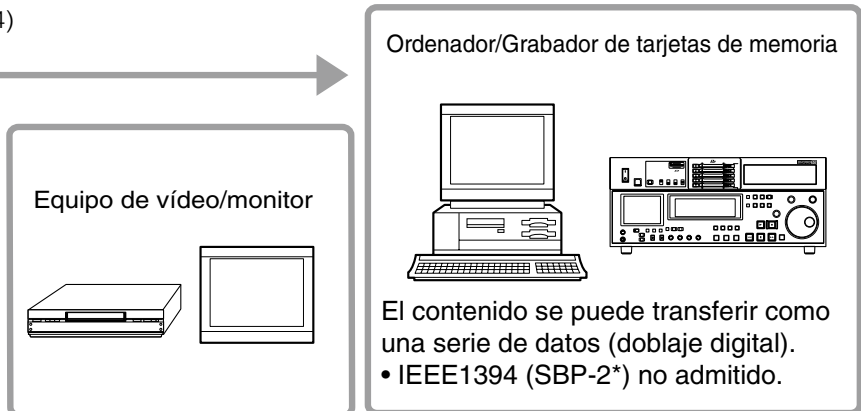 4)
Ordenador/Grabador de tarjetas de memoria
Equipo de vídeo/monitor
El contenido se puede transferir como
una serie de datos (doblaje digital).
• IEEE1394 (SBP-2*) no admitido.